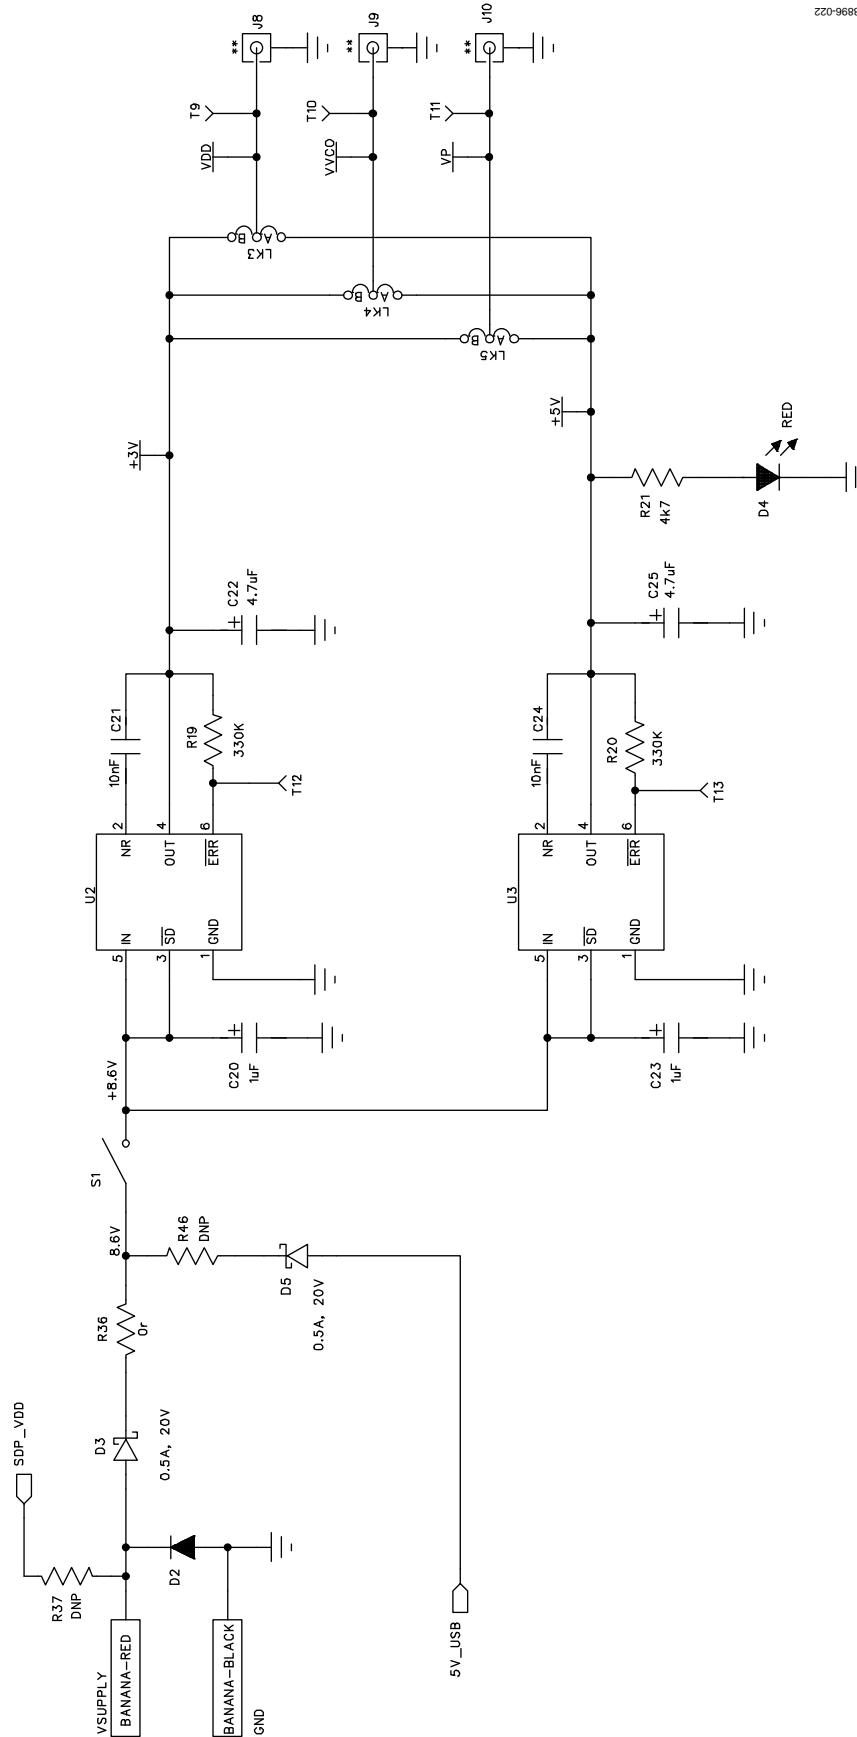 VSUPPLY
BANANA-RED
BANANA-BLACK
GND
R37
DNP
SDP_VDD
D2
D3
0.5A, 20V
R36
0r
8.6V
R46
DNP
D5
0.5A, 20V
5V_USB
S1
+8.6V
C20
1uF
U2
5
IN
3
SD
1
GND
NR
2
OUT
4
ERR
6
10nF
C21
R19
330K
T12
C22
4.7uF
+3V
C23
1uF
U3
5
IN
3
SD
1
GND
NR
2
OUT
4
ERR
6
10nF
C24
R20
330K
T13
C25
4.7uF
R21
4k7
D4
RED
+5V
LK5
B
A
LK4
B
A
LK3
B
A
VDD
T9
**
J8
VVCO
T10
**
J9
VP
T11
**
J10